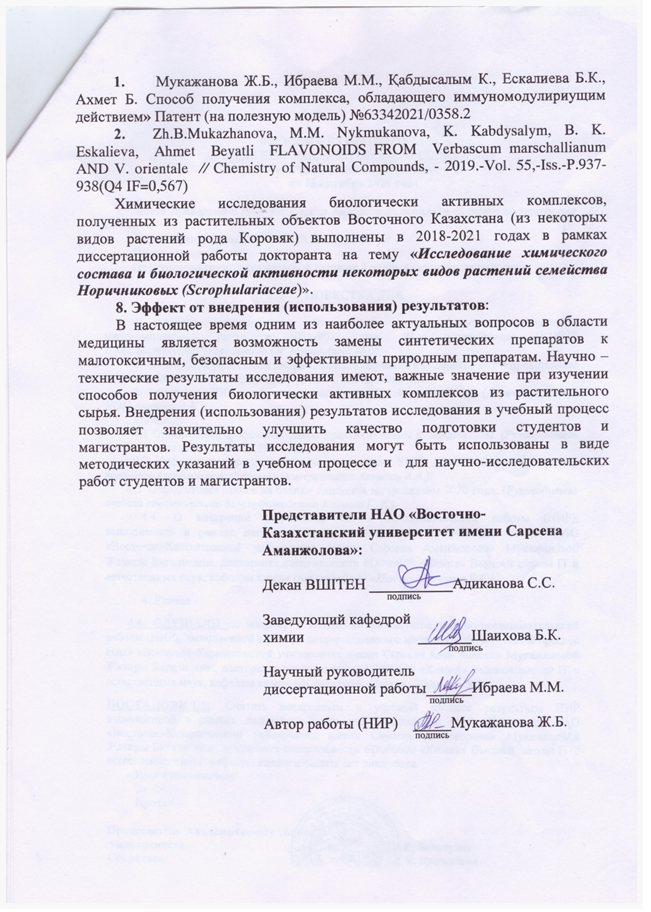 1. Мукажанова Ж.Б., Ибраева М.М., Қабдысалым К., Ескалиева Б.К.,
Ахмет Б. Способ получения комплекса, обладающего иммуномодулириущим
действием» Патент (на полезную модель) №63342021/0358.2
2. Zh.B.Mukazhanova, M.M. Nykmukanova, K. Kabdysalym, B. K.
Eskalieva, Ahmet Beyatli FLAVONOIDS FROM Verbascum marschallianum
AND V. orientale // Chemistry of Natural Compounds, - 2019.-Vol. 55,-Iss.-P.937-
938(Q4 IF=0,567)
Химические исследования биологически активных комплексов,
полученных из растительных объектов Восточного Казахстана (из некоторых
видов растений рода Коровяк) выполнены в 2018-2021 годах в рамках
диссертационной работы докторанта на тему «Исследование химического
состава и биологической активности некоторых видов растений семейства
Норичниковых (Scrophulariaceae)».
8. Эффект от внедрения (использования) результатов:
В настоящее время одним из наиболее актуальных вопросов в области
медицины является возможность замены синтетических препаратов к
малотоксичным, безопасным и эффективным природным препаратам. Научно –
технические результаты исследования имеют, важные значение при изучении
способов получения биологически активных комплексов из растительного
сырья. Внедрения (использования) результатов исследования в учебный процесс
позволяет значительно улучшить качество подготовки студентов и
магистрантов. Результаты исследования могут быть использованы в виде
методических указаний в учебном процессе и для научно-исследовательских
работ студентов и магистрантов.
Представители НАО «Восточно-
Казахстанский университет имени Сарсена
Аманжолова»:
Декан ВШТЕН ____________Адиканова С.С.
подпись
Заведующий кафедрой
химии ________Шаихова Б.К.
подпись
Научный руководитель
диссертационной работы______Ибраева М.М.
подпись
Автор работы (НИР) ______Мукажанова Ж.Б.
подпись